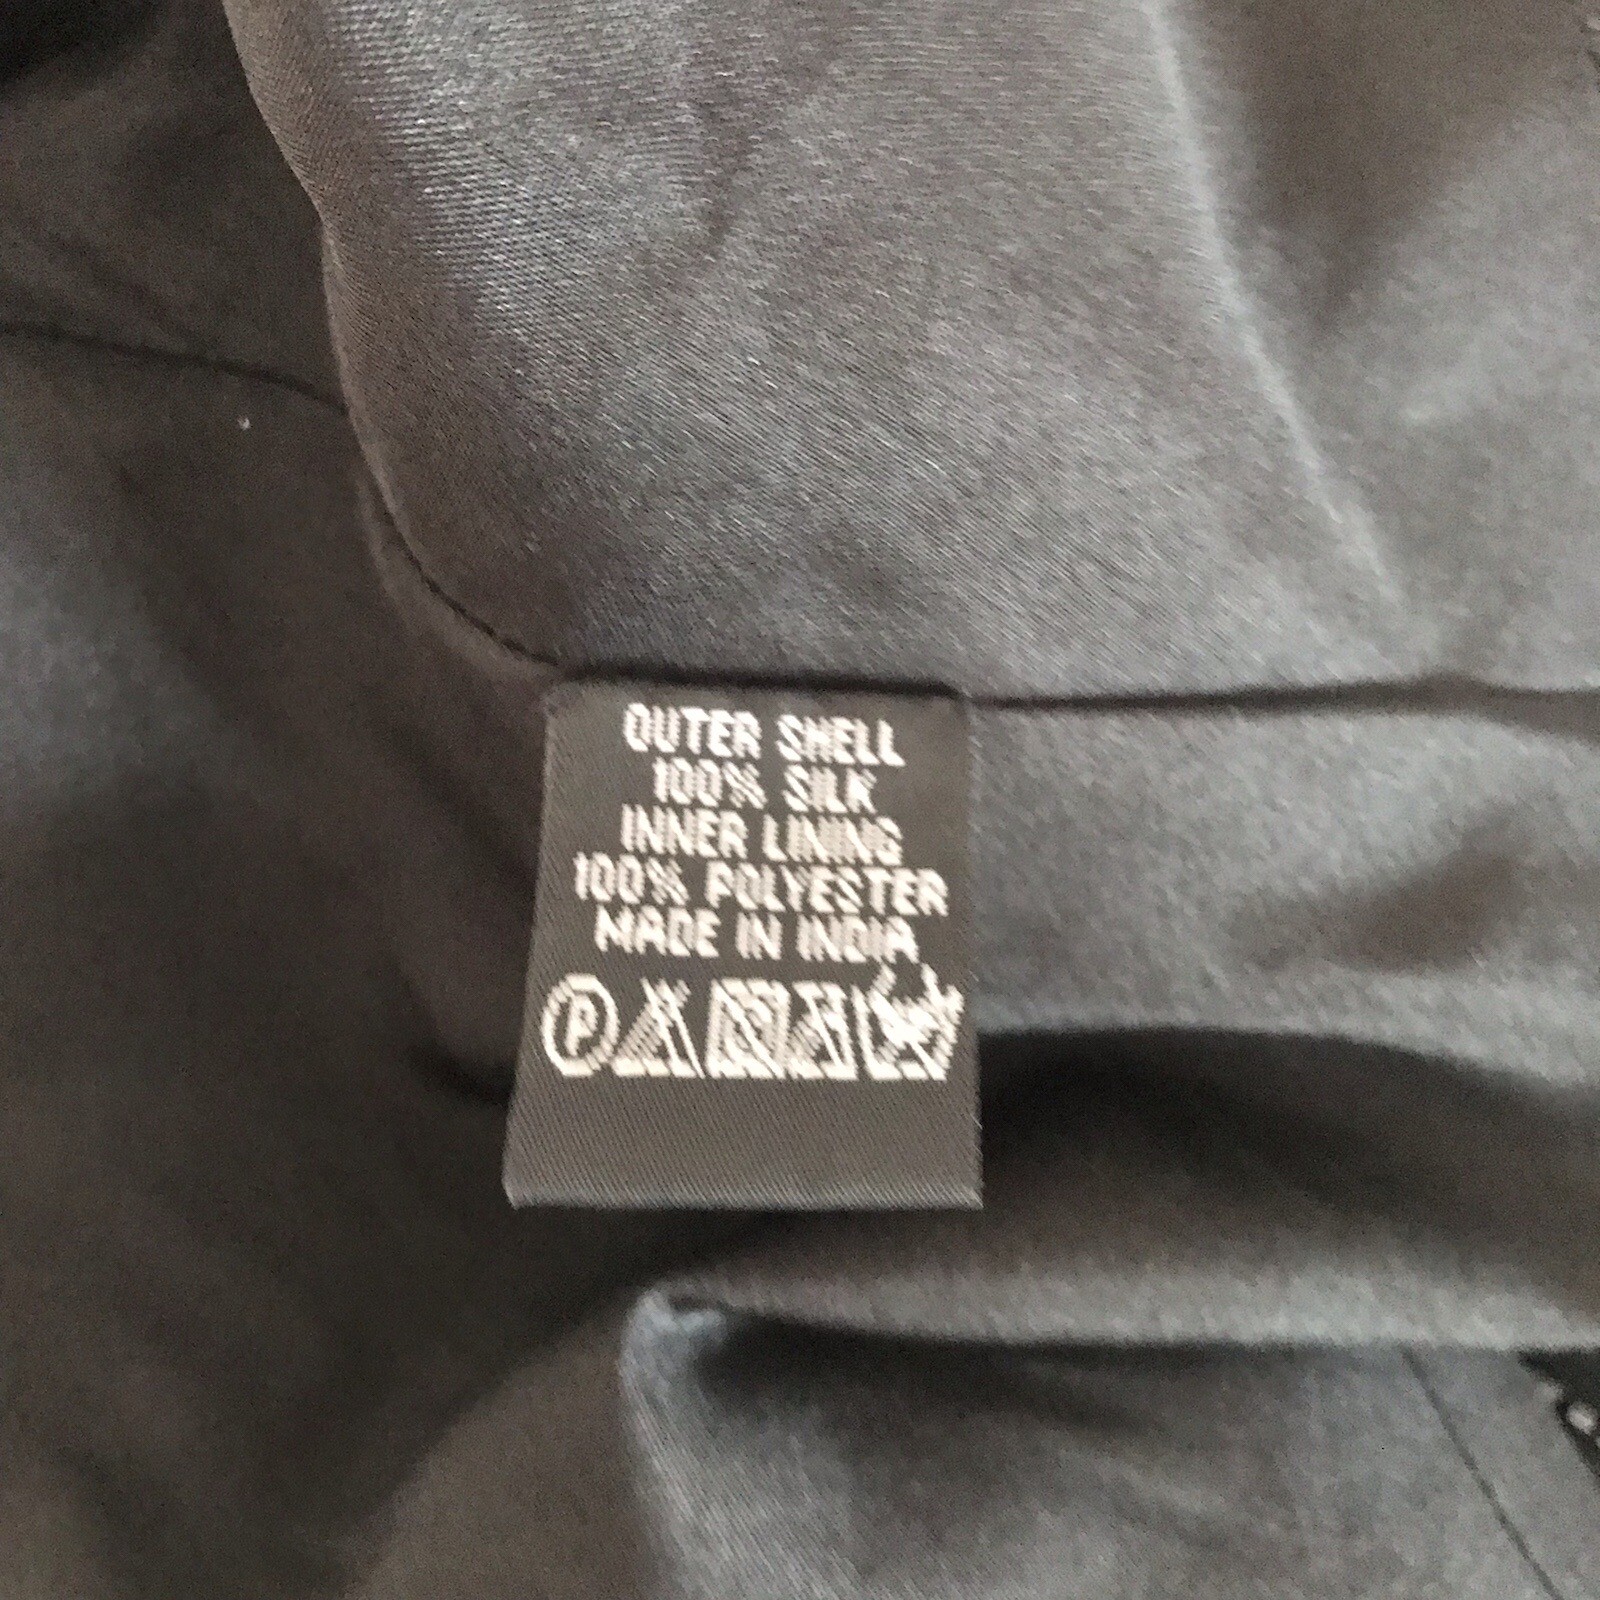 OUTER SHELL
100% SILK
INNER LINING
100% POLYESTER
MADE IN INDIA
P